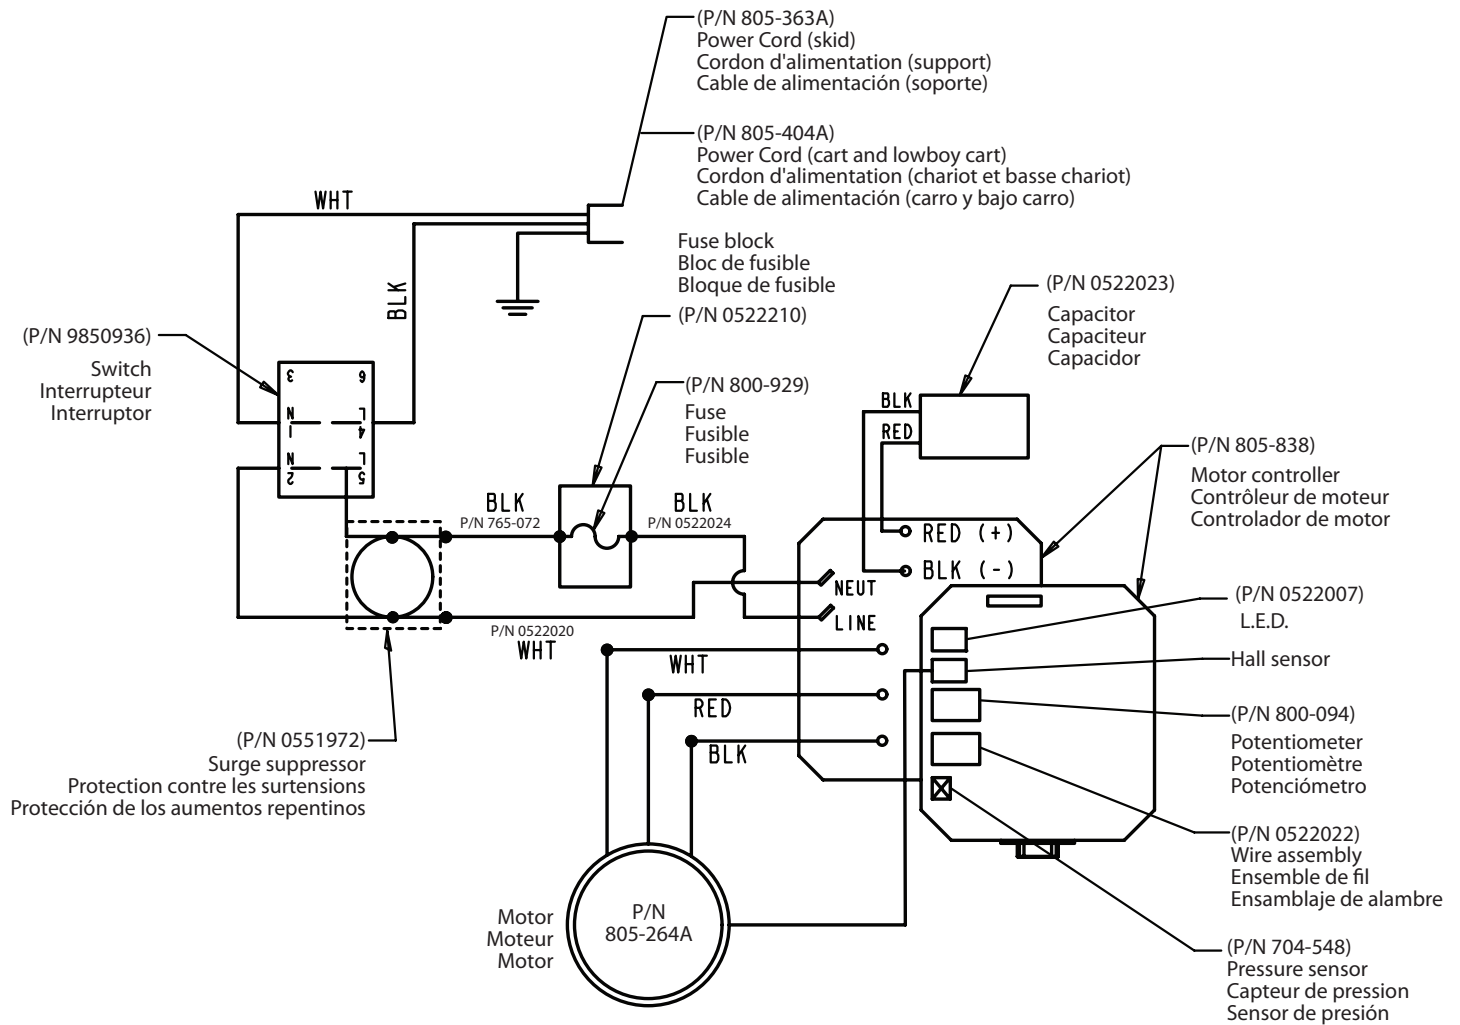 (P/N 805-363A)
Power Cord (skid)
Cordon d'alimentation (support)
Cable de alimentación (soporte)
(P/N 805-404A)
Power Cord (cart and lowboy cart)
Cordon d'alimentation (chariot et basse chariot)
Cable de alimentación (carro y bajo carro)
WHT
BLK
Fuse block
Bloc de fusible
Bloque de fusible
(P/N 0522210)
(P/N 0522023)
Capacitor
Capaciteur
Capacidor
(P/N 9850936)
Switch
Interrupteur
Interruptor
3 6
N L
1 4
N L
2 5
(P/N 800-929)
Fuse
Fusible
Fusible
BLK
RED
(P/N 805-838)
Motor controller
Contrôleur de moteur
Controlador de motor
BLK
P/N 765-072
BLK
P/N 0522024
RED (+)
BLK (-)
NEUT
LINE
P/N 0522020
WHT
(P/N 0522007)
L.E.D.
Hall sensor
WHT
RED
BLK
(P/N 800-094)
Potentiometer
Potentiomètre
Potenciómetro
(P/N 0551972)
Surge suppressor
Protection contre les surtensions
Protección de los aumentos repentinos
(P/N 0522022)
Wire assembly
Ensemble de fil
Ensamblaje de alambre
Motor
Moteur
Motor
P/N
805-264A
(P/N 704-548)
Pressure sensor
Capteur de pression
Sensor de presión